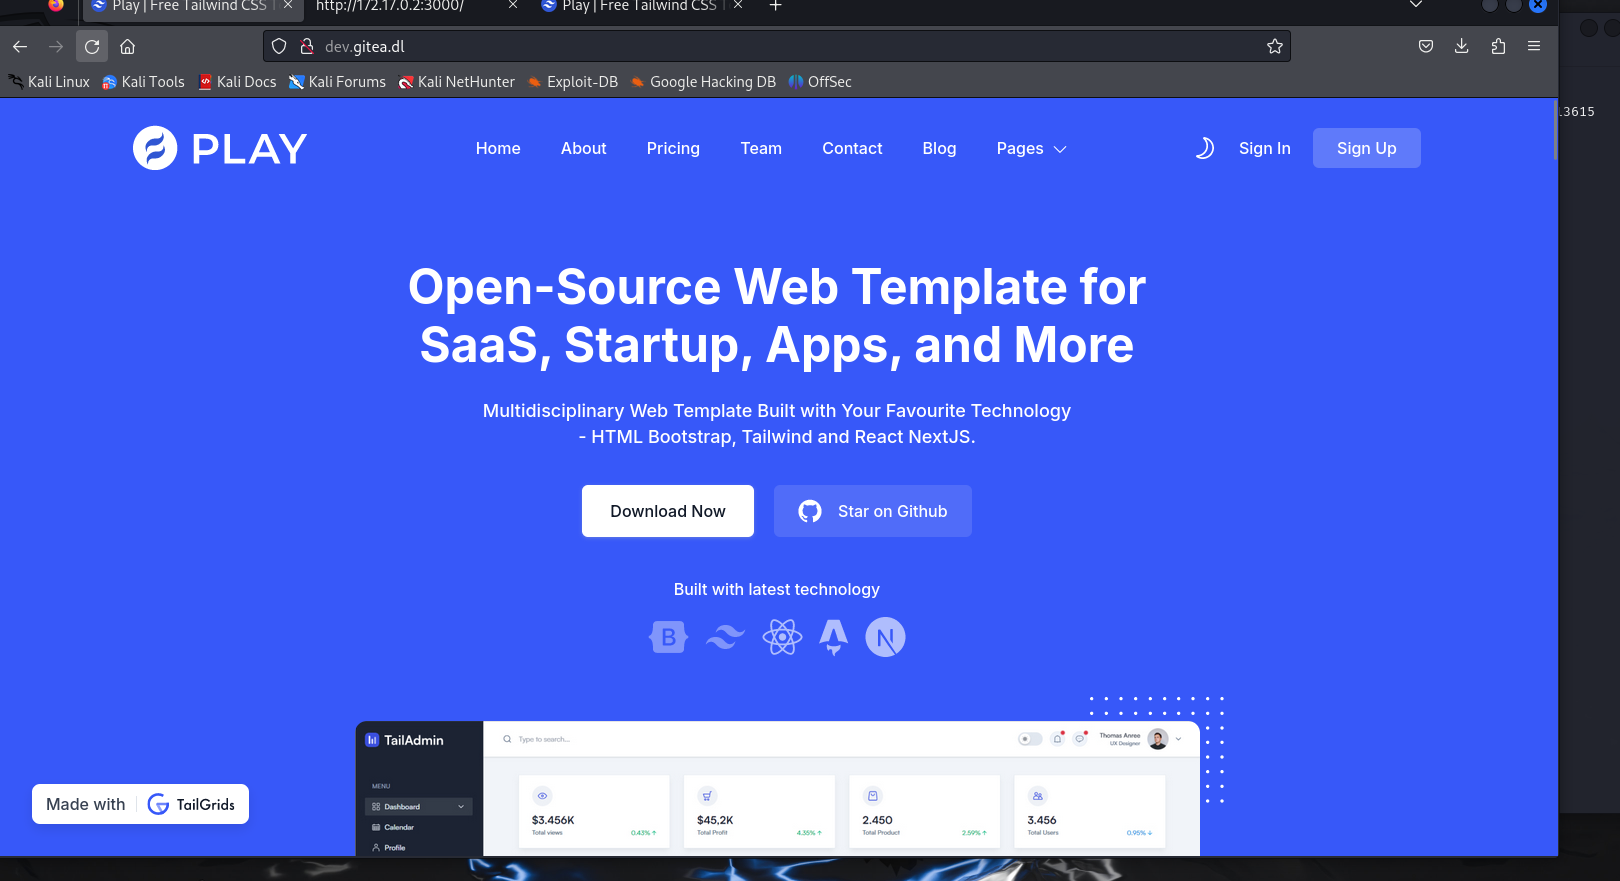 Play | Free Tailwind CSS T
http://172.17.0.2:3000/
Play | Free Tailwind CSS T
dev.gitea.dl
Kali Linux
Kali Tools
Kali Docs
Kali Forums
Kali NetHunter
Exploit-DB
Google Hacking DB
OffSec
13615
PLAY
Home
About
Pricing
Team
Contact
Blog
Pages
Sign In
Sign Up
Open-Source Web Template for
SaaS, Startup, Apps, and More
Multidisciplinary Web Template Built with Your Favourite Technology
- HTML Bootstrap, Tailwind and React NextJS.
Download Now
Star on Github
Built with latest technology
B
N
TailAdmin
Type to search...
Thomas Anree
UX Designer
MENU
Dashboard
Calendar
Profile
$3.456K
Total views
0.43%
$45,2K
Total Profit
4.35%
2.450
Total Product
2.59%
3.456
Total Users
0.95%
Made with
TailGrids